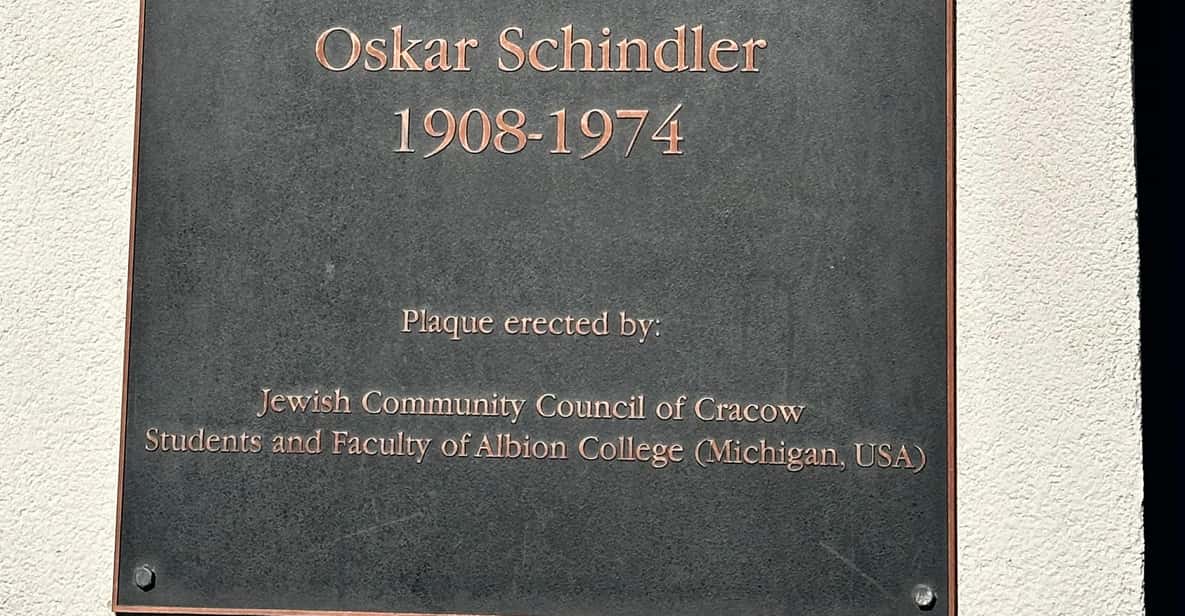 Oskar Schindler
1908-1974
Plaque erected by:
Jewish Community Council of Cracow
Students and Faculty of Albion College (Michigan, USA)